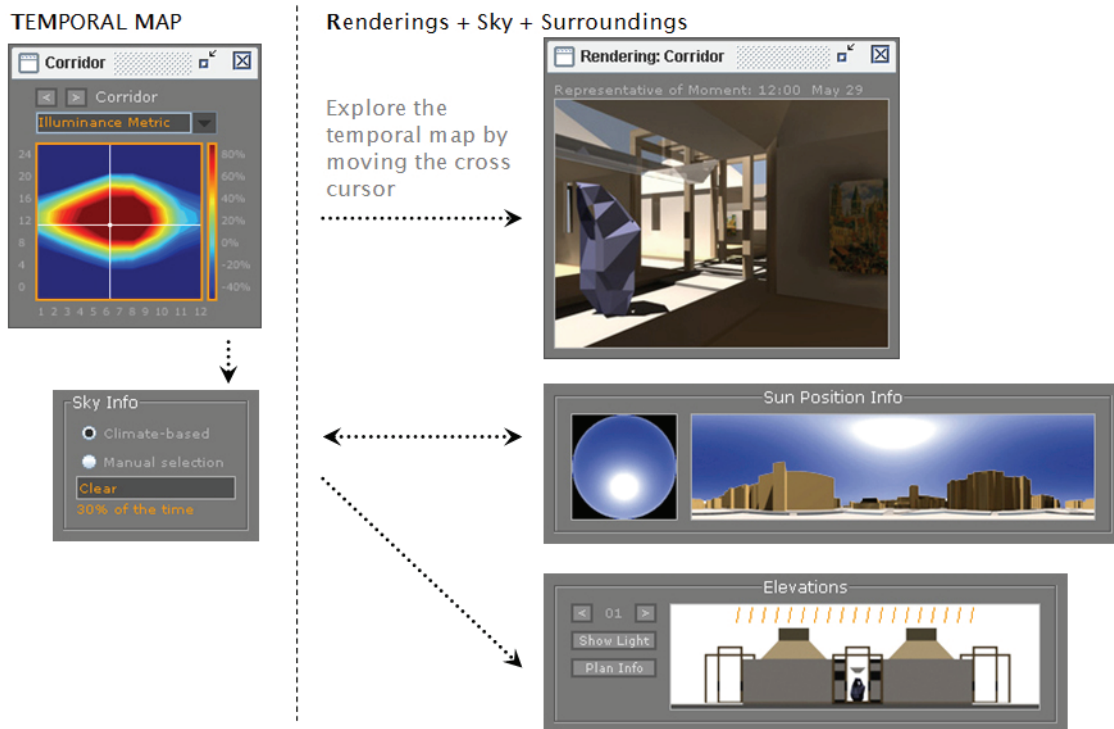 TEMPORAL MAP
Corridor
< > Corridor
Illuminance Metric
24
20
16
12
8
4
0
80%
60%
40%
20%
0%
-20%
-40%
1 2 3 4 5 6 7 8 9 10 11 12
Sky Info
Climate-based
Manual selection
Clear
30% of the time
Renderings + Sky + Surroundings
Explore the
temporal map by
moving the cross
cursor
Rendering: Corridor
Representative of Moment: 12:00 May 29
Sun Position Info
Elevations
< 01 >
Show Light
Plan Info